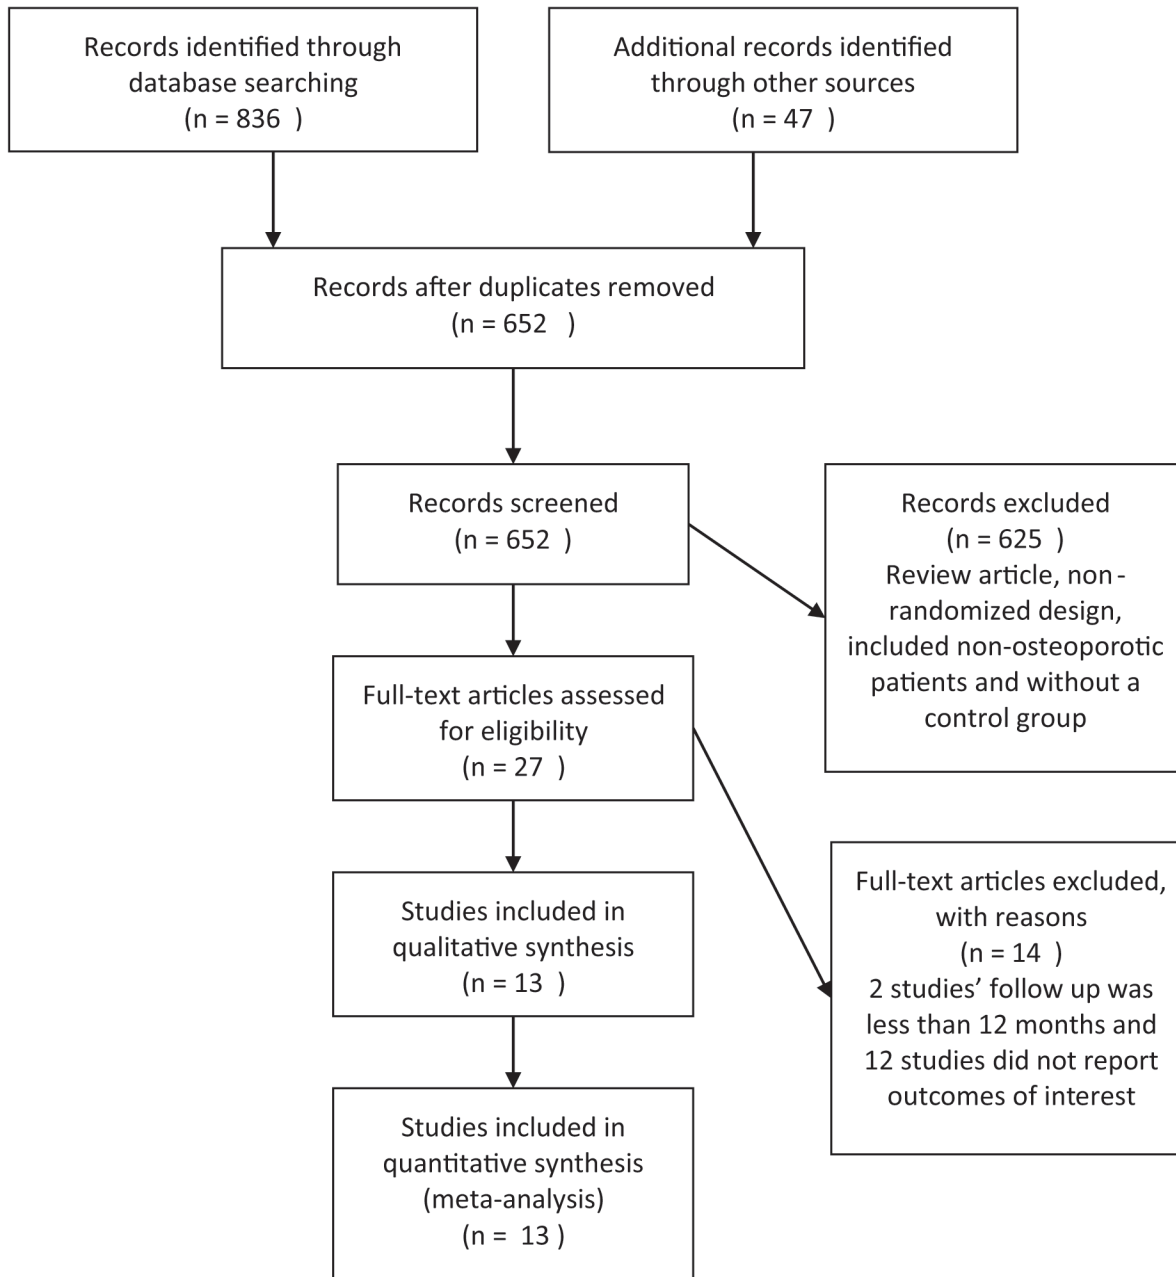 Records identified through
database searching
(n = 836  )
Additional records identified
through other sources
(n = 47  )
Records after duplicates removed
(n = 652  )
Records screened
(n = 652  )
Records excluded
(n = 625  )
Review article, non-
randomized design,
included non-osteoporotic
patients and without a
control group
Full-text articles assessed
for eligibility
(n = 27  )
Full-text articles excluded,
with reasons
(n = 14  )
2 studies’ follow up was
less than 12 months and
12 studies did not report
outcomes of interest
Studies included in
qualitative synthesis
(n = 13  )
Studies included in
quantitative synthesis
(meta-analysis)
(n =  13  )